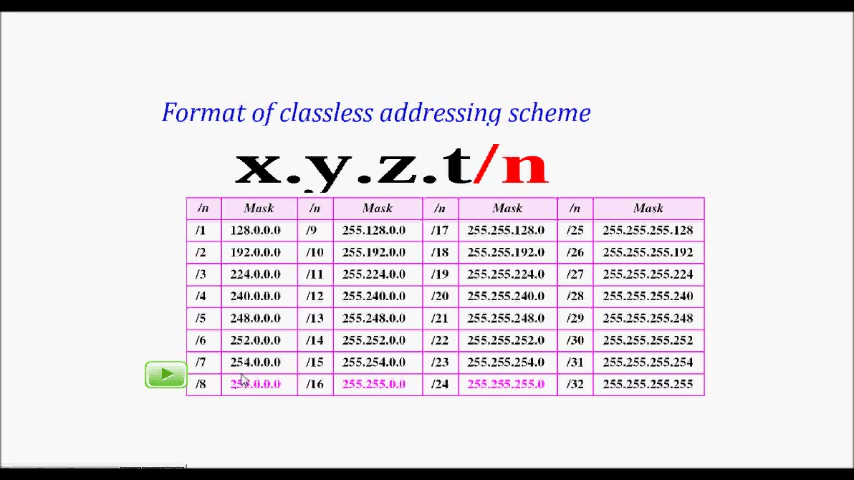 Format of classless addressing scheme
x.y.z.t/n
/n Mask /n Mask /n Mask /n Mask
/1 128.0.0.0 /9 255.128.0.0 /17 255.255.128.0 /25 255.255.255.128
/2 192.0.0.0 /10 255.192.0.0 /18 255.255.192.0 /26 255.255.255.192
/3 224.0.0.0 /11 255.224.0.0 /19 255.255.224.0 /27 255.255.255.224
/4 240.0.0.0 /12 255.240.0.0 /20 255.255.240.0 /28 255.255.255.240
/5 248.0.0.0 /13 255.248.0.0 /21 255.255.248.0 /29 255.255.255.248
/6 252.0.0.0 /14 255.252.0.0 /22 255.255.252.0 /30 255.255.255.252
/7 254.0.0.0 /15 255.254.0.0 /23 255.255.254.0 /31 255.255.255.254
/8 255.0.0.0 /16 255.255.0.0 /24 255.255.255.0 /32 255.255.255.255